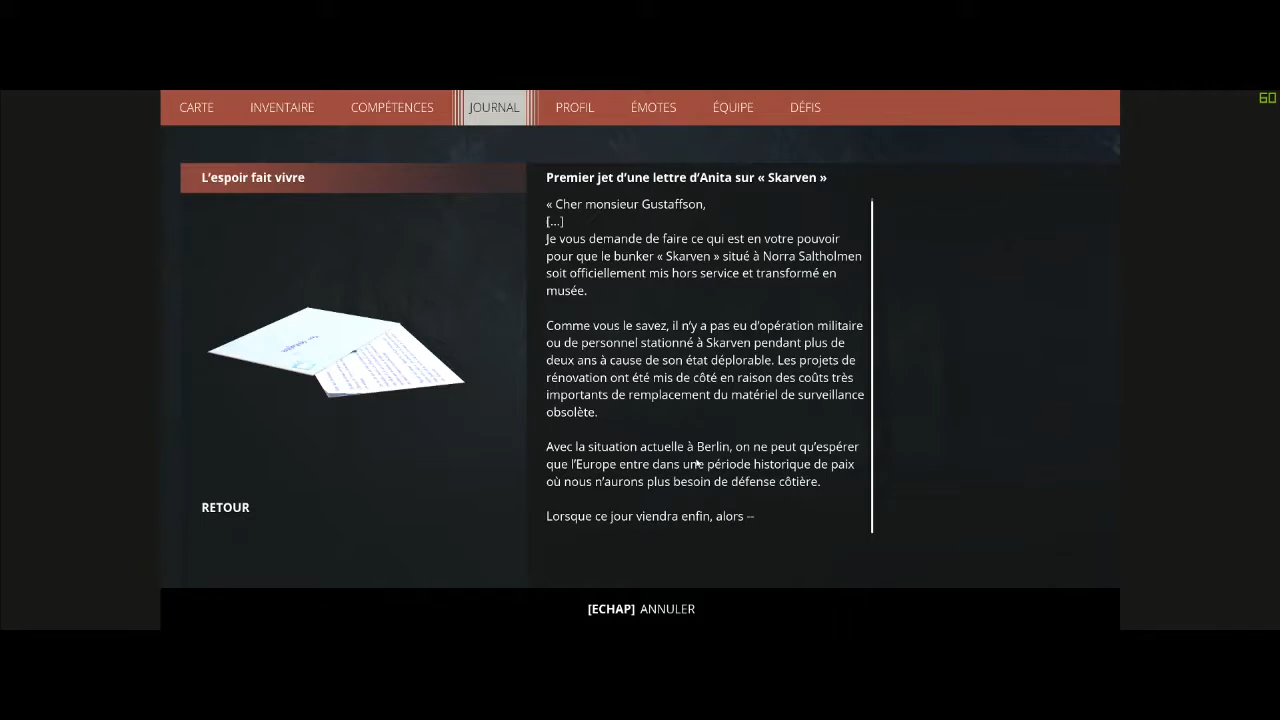 CARTE INVENTAIRE COMPÉTENCES JOURNAL PROFIL ÉMOTES ÉQUIPE DÉFIS
60
L'espoir fait vivre
Premier jet d'une lettre d'Anita sur « Skarven »
« Cher monsieur Gustaffson,
[...]
Je vous demande de faire ce qui est en votre pouvoir
pour que le bunker « Skarven » situé à Norra Saltholmen
soit officiellement mis hors service et transformé en
musée.
Comme vous le savez, il n'y a pas eu d'opération militaire
ou de personnel stationné à Skarven pendant plus de
deux ans à cause de son état déplorable. Les projets de
rénovation ont été mis de côté en raison des coûts très
importants de remplacement du matériel de surveillance
obsolète.
Avec la situation actuelle à Berlin, on ne peut qu'espérer
que l'Europe entre dans une période historique de paix
où nous n'aurons plus besoin de défense côtière.
Lorsque ce jour viendra enfin, alors --
RETOUR
[ECHAP] ANNULER